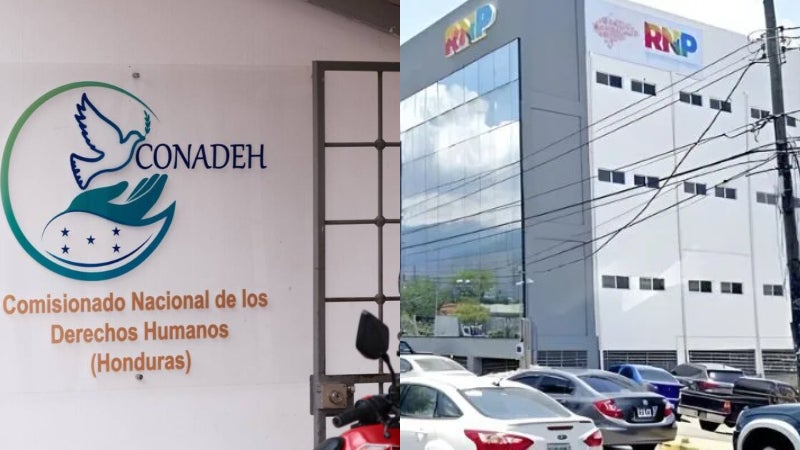 CONADEH
Comisionado Nacional de los
Derechos Humanos
(Honduras)
RNP
RNP